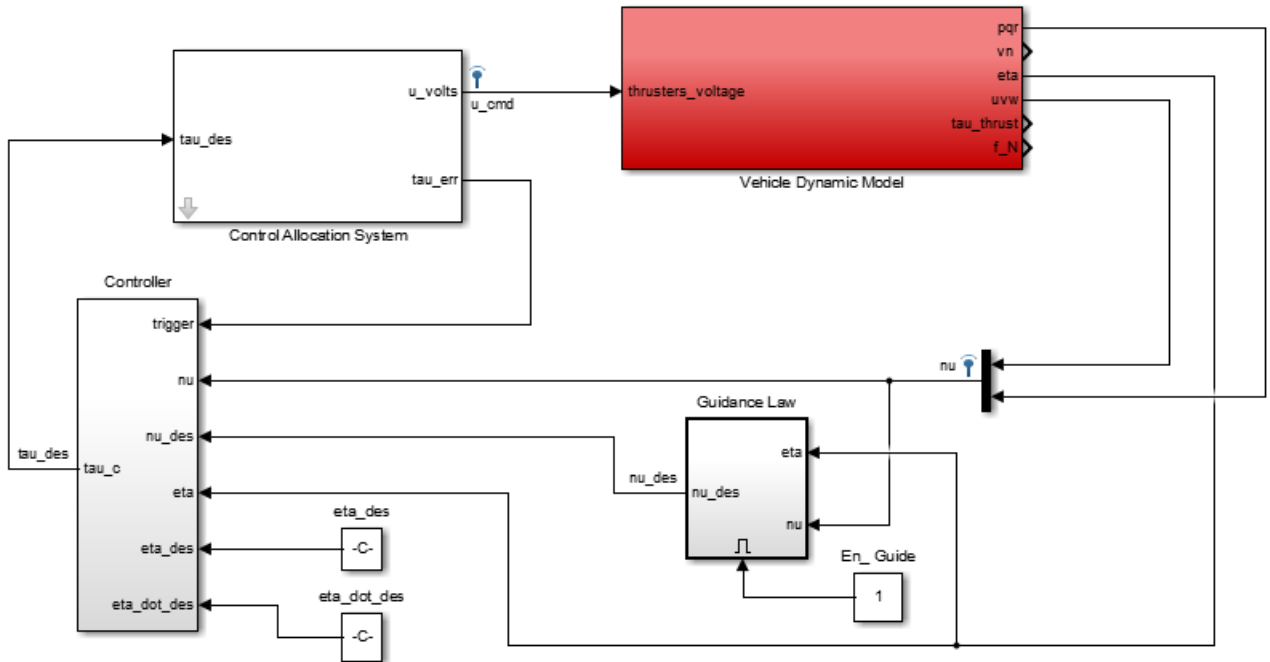 pqr
vn
eta
uvw
tau_thrust
f_N
thrusters_voltage
Vehicle Dynamic Model
u_volts
u_cmd
tau_des
tau_err
Control Allocation System
Controller
trigger
nu
nu_des
eta
eta_des
eta_dot_des
tau_c
tau_des
nu
Guidance Law
eta
nu_des
nu
nu_des
eta_des
-C-
eta_dot_des
-C-
En_ Guide
1